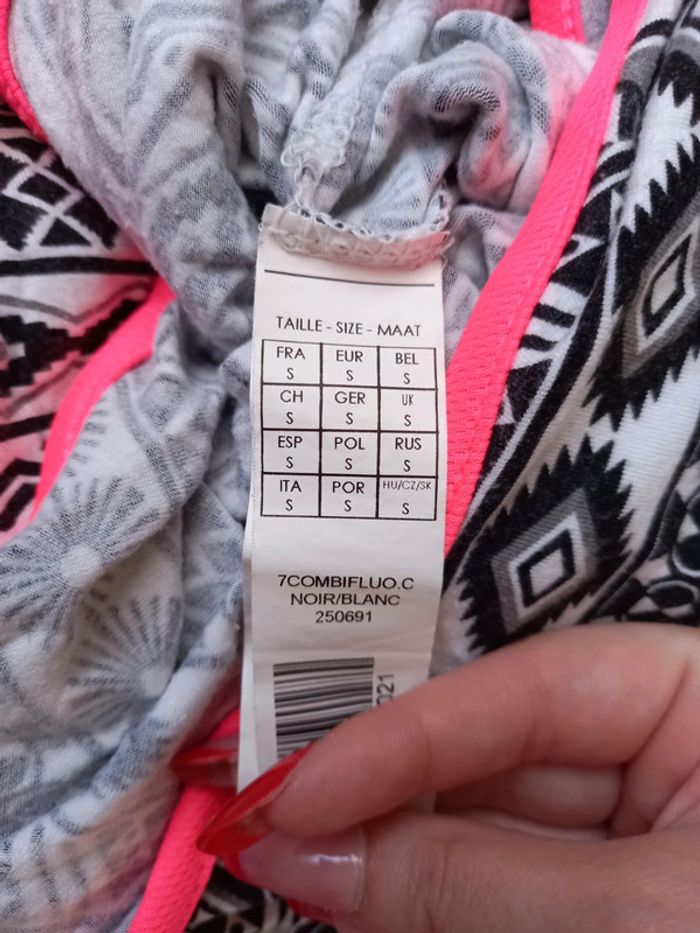 TAILLE - SIZE - MAAT
FRA EUR BEL
S S S
CH GER UK
S S S
ESP POL RUS
S S S
ITA POR HU/CZ/SK
S S S
7COMBIFLUO.C
NOIR/BLANC
250691